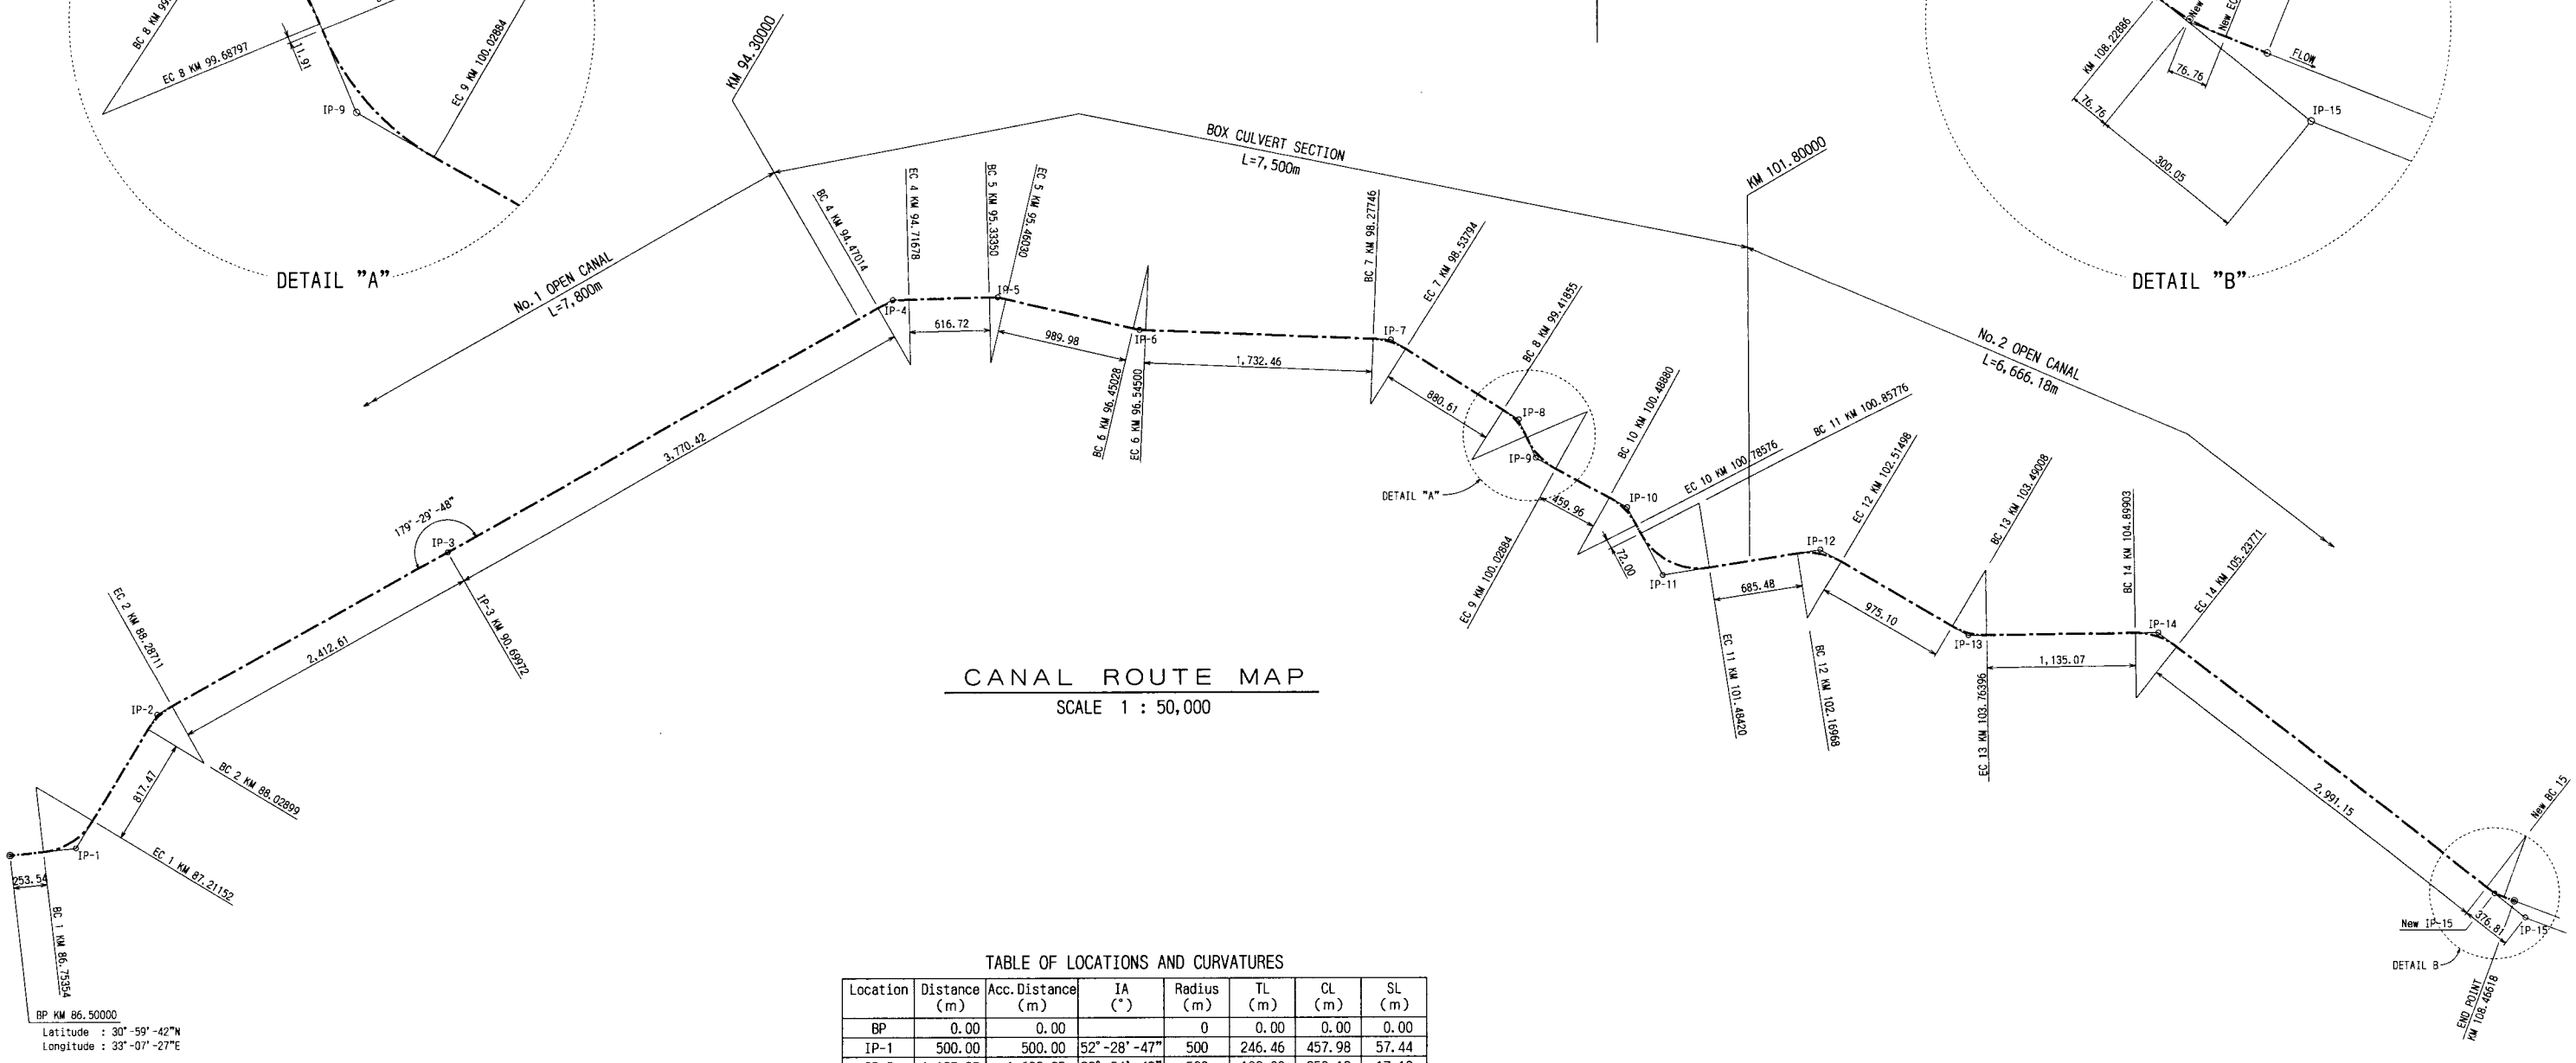 BC 8 KM 99.
EC 8 KM 99.68797
11.91
EC 9 KM 100.02884
IP-9
DETAIL "A"
KM 94.30000
BOX CULVERT SECTION
L=7,500m
KM 101.80000
New
New EC
FLOW
KM 108.22886
76.76
76.76
IP-15
300.05
DETAIL "B"
No.1 OPEN CANAL
L=7,800m
No.2 OPEN CANAL
L=6,666.18m
BC 4 KM 94.47014
EC 4 KM 94.71678
BC 5 KM 95.33350
EC 5 KM 95.46030
IP-4
616.72
IP-5
989.98
IP-6
BC 6 KM 96.45028
EC 6 KM 96.54500
1,732.46
BC 7 KM 98.27746
EC 7 KM 98.53794
IP-7
880.61
BC 8 KM 99.41855
IP-8
IP-9
DETAIL "A"
EC 9 KM 100.02884
459.96
BC 10 KM 100.48880
IP-10
EC 10 KM 100.78576
BC 11 KM 100.85776
72.00
IP-11
EC 11 KM 101.48420
685.48
BC 12 KM 102.16968
IP-12
EC 12 KM 102.51498
975.10
BC 13 KM 103.49008
IP-13
EC 13 KM 103.76396
1,135.07
BC 14 KM 104.89903
IP-14
EC 14 KM 105.23771
2,991.15
New BC 15
New IP-15
376.81
IP-15
DETAIL B
END POINT
KM 108.46618
3,770.42
179°-29'-48"
IP-3
IP-3 KM 90.69972
2,412.61
EC 2 KM 88.28711
IP-2
BC 2 KM 88.02899
817.47
IP-1
EC 1 KM 87.21152
253.54
BC 1 KM 86.75354
BP KM 86.50000
Latitude : 30°-59'-42"N
Longitude : 33°-07'-27"E
CANAL ROUTE MAP
SCALE 1 : 50,000
TABLE OF LOCATIONS AND CURVATURES
Location Distance (m) Acc.Distance (m) IA (°) Radius (m) TL (m) CL (m) SL (m)
BP 0.00 0.00 0 0.00 0.00 0.00
IP-1 500.00 500.00 52°-28'-47" 500 246.46 457.98 57.44